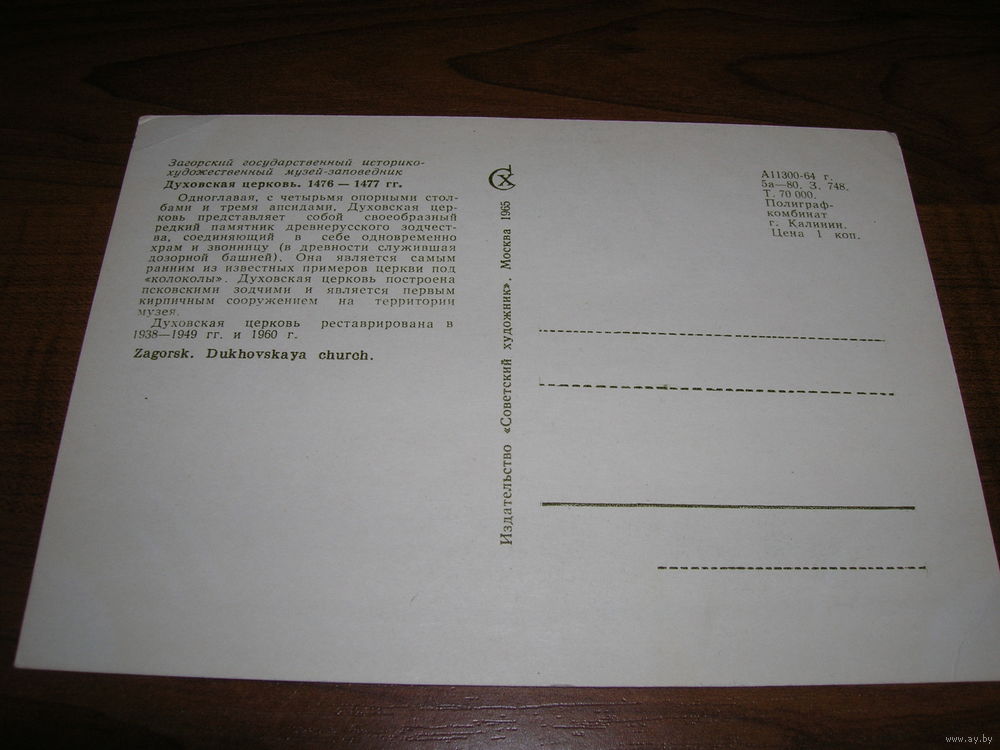 Загорский государственный историко-
художественный музей-заповедник
Духовская церковь. 1476 — 1477 гг.
Одноглавая, с четырьмя опорными стол-
бами и тремя апсидами, Духовская цер-
ковь представляет собой своеобразный
редкий памятник древнерусского зодчест-
ва, соединяющий в себе одновременно
храм и звонницу (в древности служившая
дозорной башней). Она является самым
ранним из известных примеров церкви под
«колоколы». Духовская церковь построена
псковскими зодчими и является первым
кирпичным сооружением на территории
музея.
Духовская церковь реставрирована в
1938—1949 гг. и 1960 г.
Zagorsk. Dukhovskaya church.
Издательство «Советский художник». Москва 1965
СХ
А11300-64 г.
5а—80. З. 748.
Т. 70 000.
Полиграф-
комбинат
г. Калинин.
Цена 1 коп.
www.ay.by